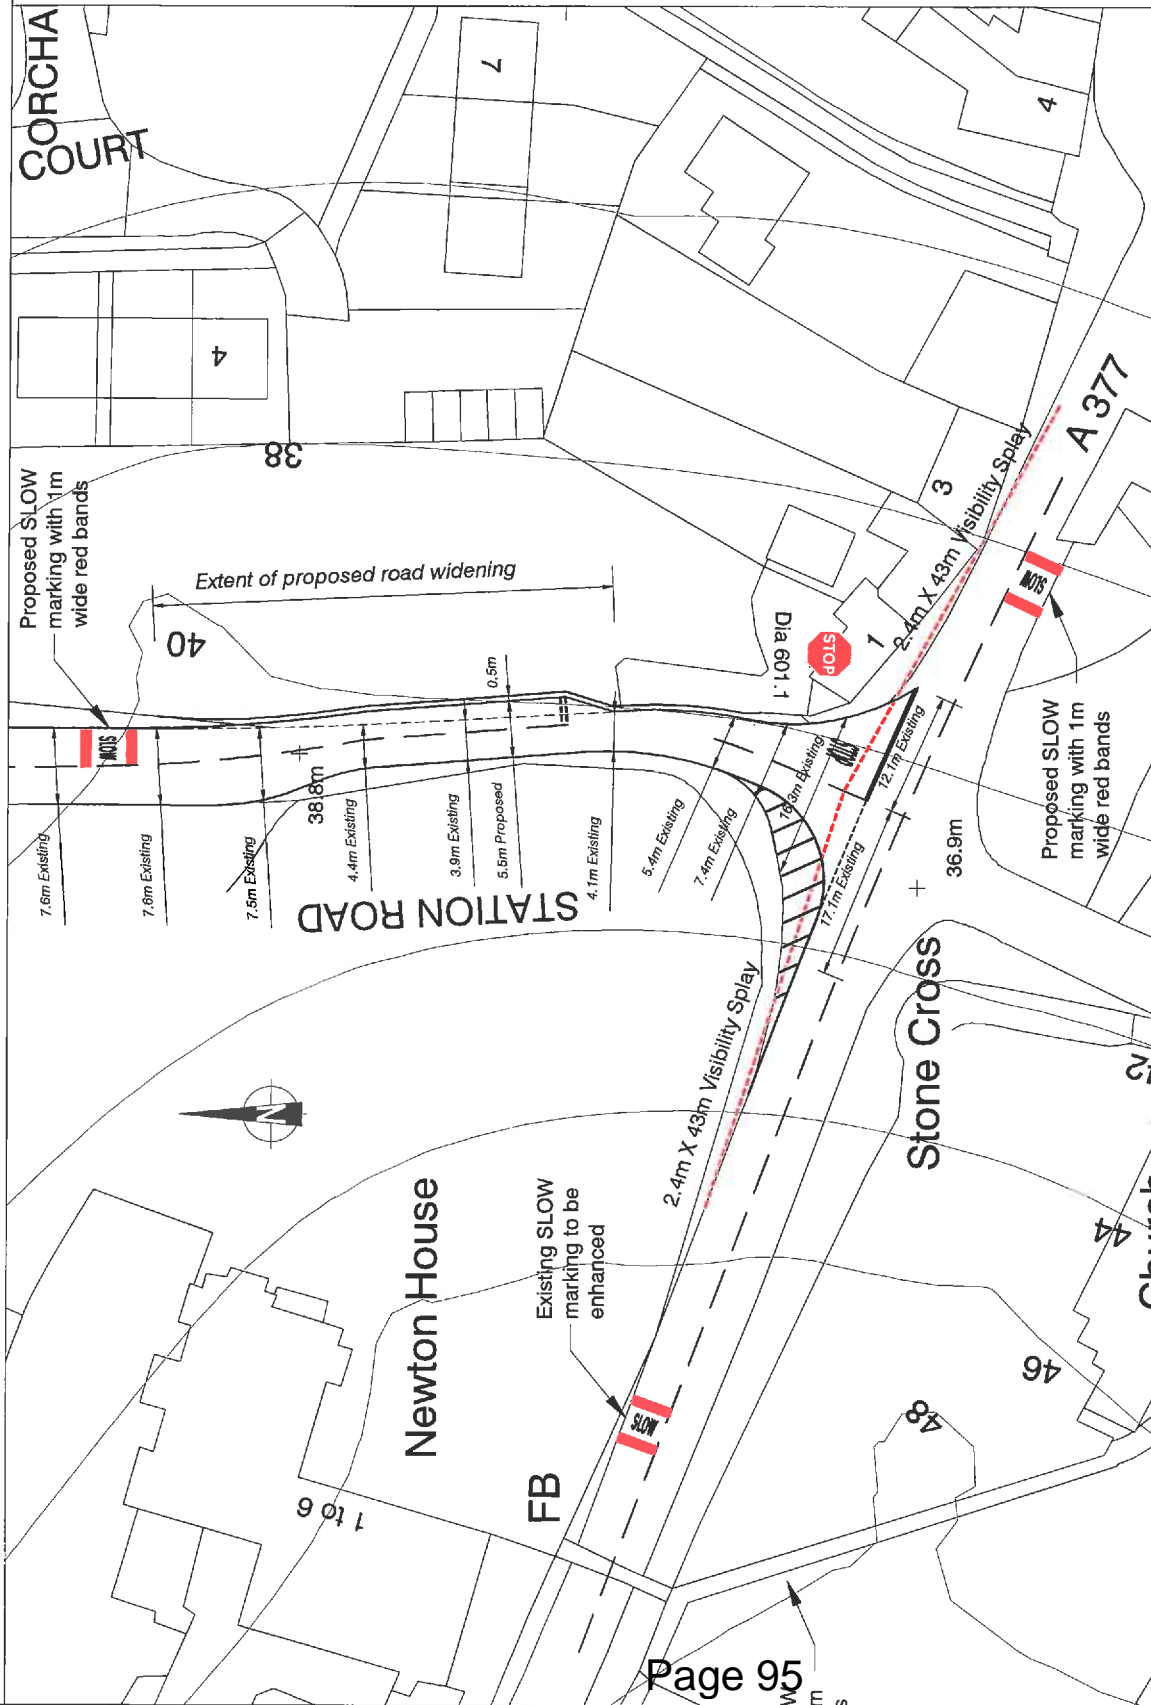 ORCHA
COURT
7
4
4
38
Proposed SLOW
marking with 1m
wide red bands
Extent of proposed road widening
40
SLOW
0.5m
Dia 601.1
STOP
1
3
2.4m X 43m Visibility Splay
A 377
SLOW
Proposed SLOW
marking with 1m
wide red bands
STOP
12.1m Existing
16.3m Existing
17.1m Existing
36.9m
38.8m
7.6m Existing
7.6m Existing
7.5m Existing
4.4m Existing
3.9m Existing
5.5m Proposed
4.1m Existing
5.4m Existing
7.4m Existing
STATION ROAD
2.4m X 43m Visibility Splay
Stone Cross
N
Newton House
Existing SLOW
marking to be
enhanced
SLOW
FB
1 to 6
42
44
46
48
Church
Page 95